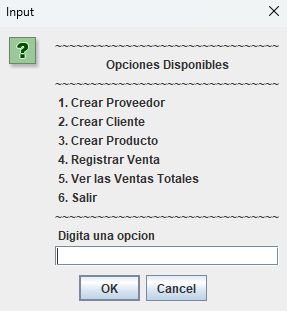 Input
~~~~~~~~~~~~~~~~~~~~~~~~~~~~~~~~
Opciones Disponibles
~~~~~~~~~~~~~~~~~~~~~~~~~~~~~~~~
1. Crear Proveedor
2. Crear Cliente
3. Crear Producto
4. Registrar Venta
5. Ver las Ventas Totales
6. Salir
~~~~~~~~~~~~~~~~~~~~~~~~~~~~~~~~
Digita una opcion
OK Cancel